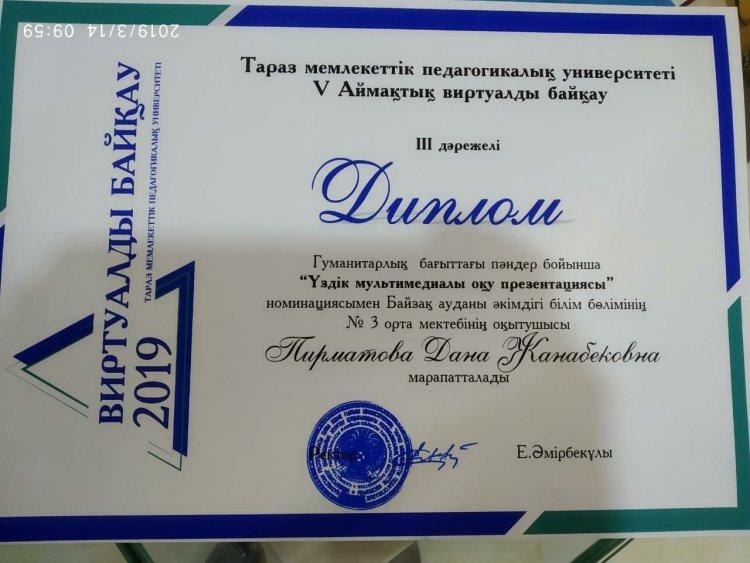 2019/3/14 09:59
Тараз мемлекеттік педагогикалық университеті
V Аймақтық виртуалды байқау
III дәрежелі
Диплом
Гуманитарлық бағыттағы пәндер бойынша
“Үздік мультимедиалы оқу презентациясы”
номинациясымен Байзақ ауданы әкімдігі білім бөлімінің
№ 3 орта мектебінің оқытушысы
Пирматова Дана Жанабековна
марапатталады
Ректор
Е.Әмірбекұлы
ВИРТУАЛДЫ БАЙҚАУ
2019
ТАРАЗ МЕМЛЕКЕТТІК ПЕДАГОГИКАЛЫҚ УНИВЕРСИТЕТІ